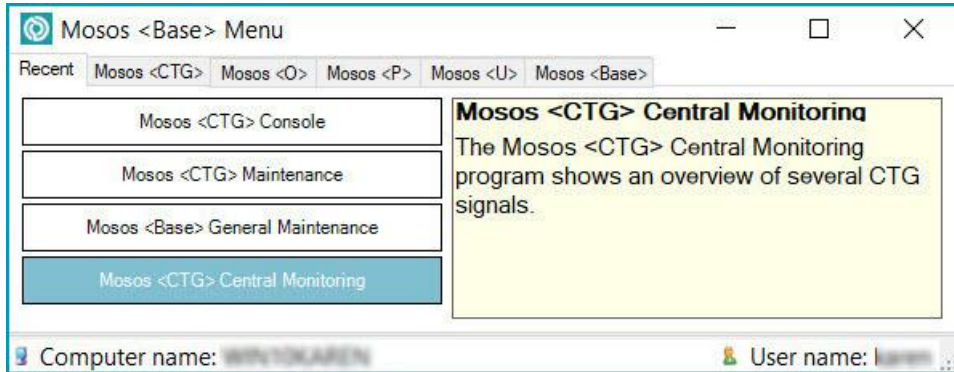 Mosos <Base> Menu
Recent Mosos <CTG> Mosos <O> Mosos <P> Mosos <U> Mosos <Base>
Mosos <CTG> Console
Mosos <CTG> Maintenance
Mosos <Base> General Maintenance
Mosos <CTG> Central Monitoring
Mosos <CTG> Central Monitoring
The Mosos <CTG> Central Monitoring
program shows an overview of several CTG
signals.
Computer name:
User name: